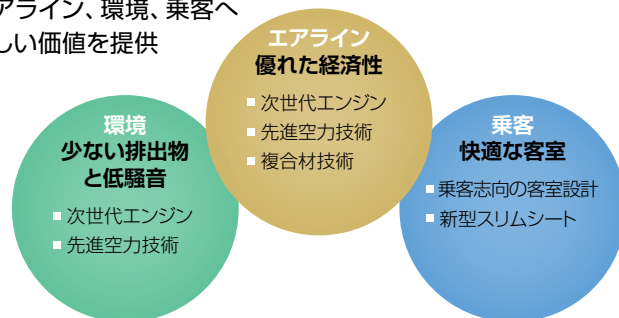 アライン、環境、乗客へ
しい価値を提供
エアライン
優れた経済性
■ 次世代エンジン
■ 先進空力技術
■ 複合材技術
環境
少ない排出物
と低騒音
■ 次世代エンジン
■ 先進空力技術
乗客
快適な客室
■ 乗客志向の客室設計
■ 新型スリムシート